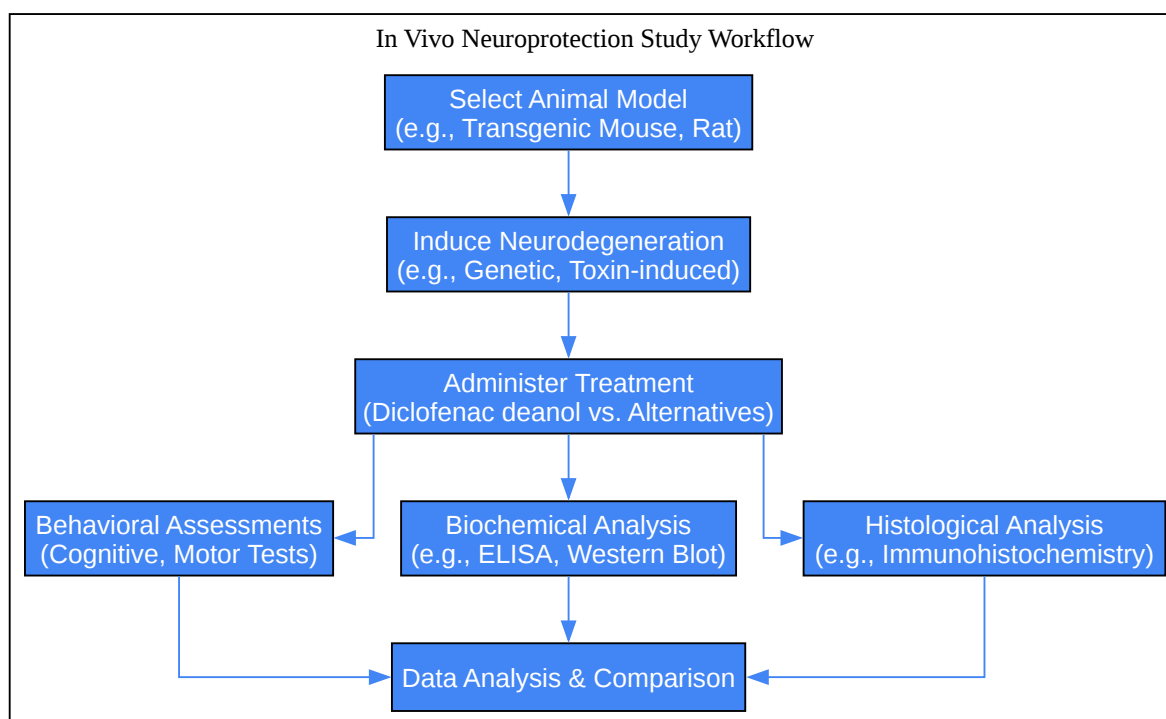 In Vivo Neuroprotection Study Workflow
Select Animal Model
(e.g., Transgenic Mouse, Rat)
Induce Neurodegeneration
(e.g., Genetic, Toxin-induced)
Administer Treatment
(Diclofenac deanol vs. Alternatives)
Behavioral Assessments
(Cognitive, Motor Tests)
Biochemical Analysis
(e.g., ELISA, Western Blot)
Histological Analysis
(e.g., Immunohistochemistry)
Data Analysis & Comparison